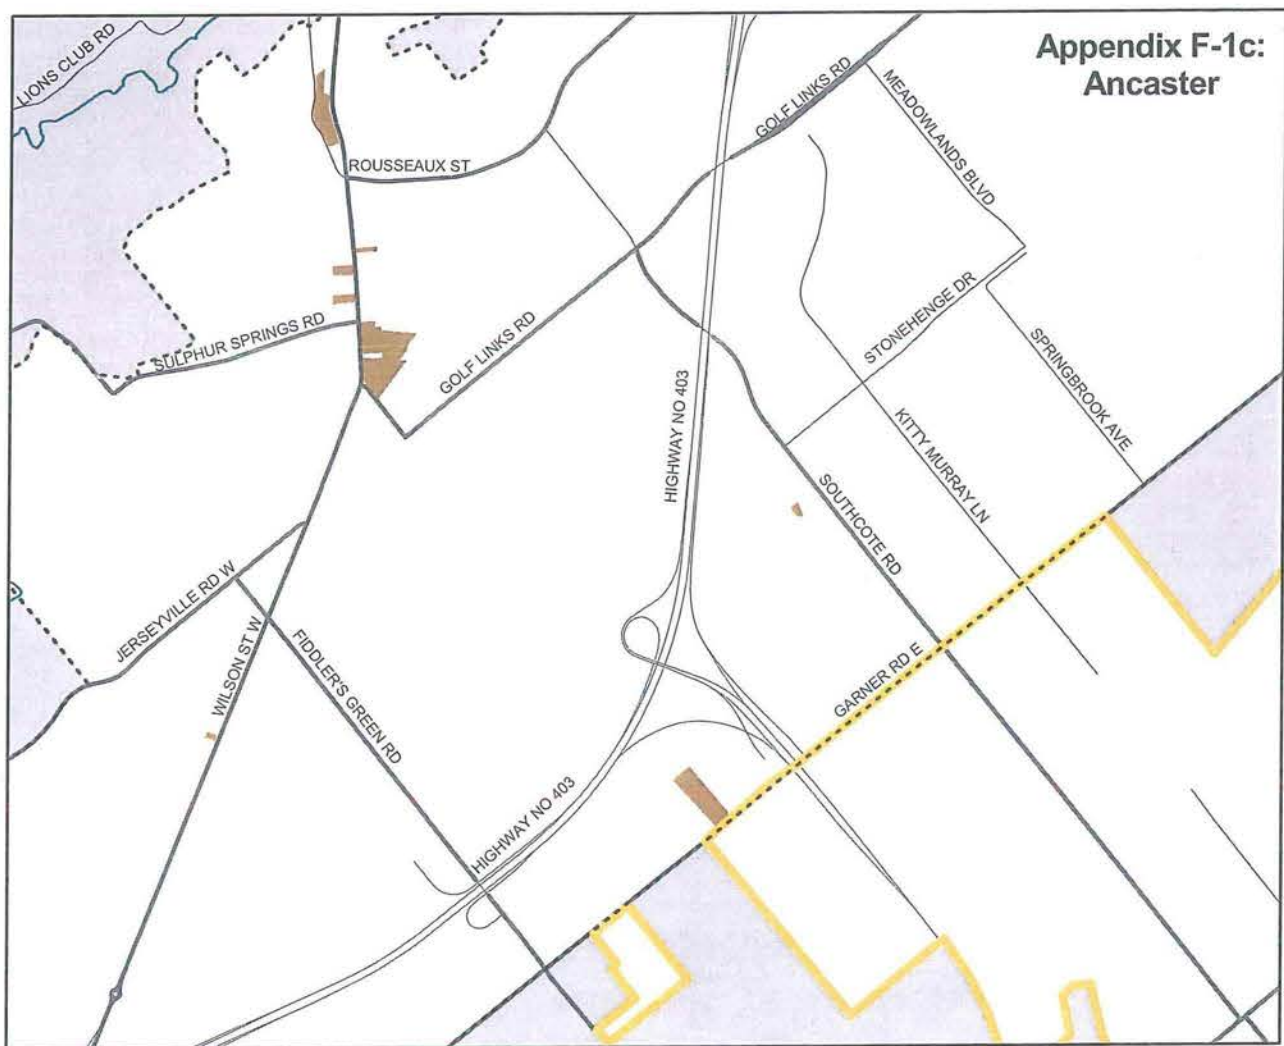 Appendix F-1c:
Ancaster
LIONS CLUB RD
GOLF LINKS RD
MEADOWLANDS BLVD
ROUSSEAUX ST
STONEHENGE DR
SULPHUR SPRINGS RD
GOLF LINKS RD
SPRINGBROOK AVE
HIGHWAY NO 403
KITTY MURRAY LN
SOUTHCOTE RD
JERSEYVILLE RD W
WILSON ST W
FIDDLER'S GREEN RD
GARNER RD E
HIGHWAY NO 403